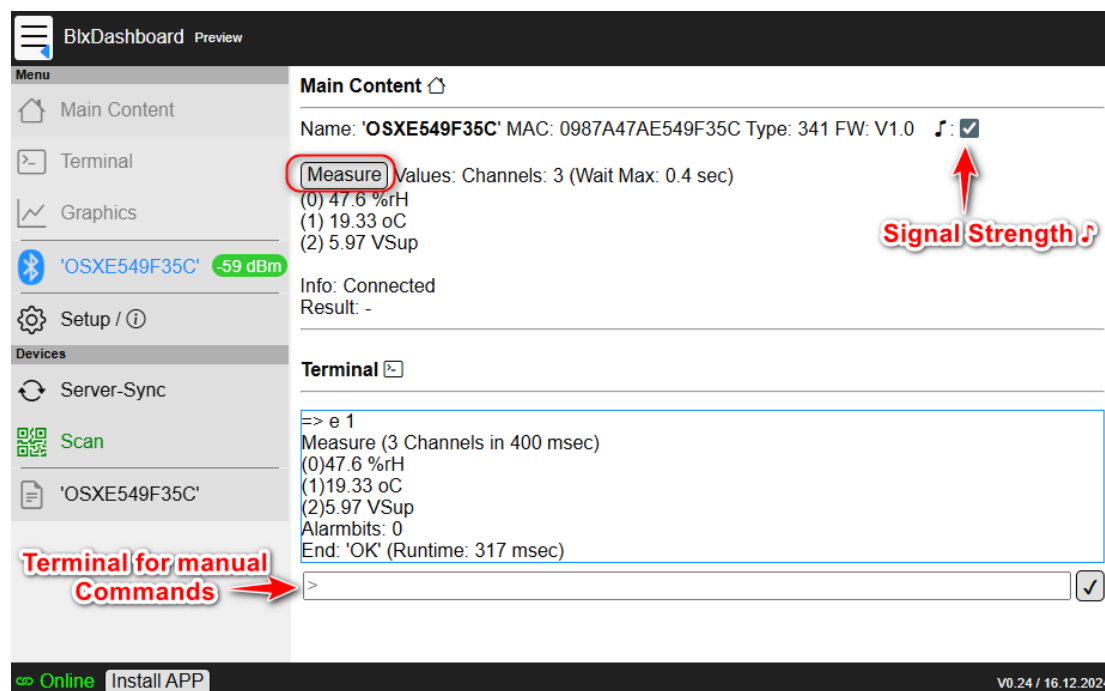 BlxDashboard Preview
Menu
Main Content
Terminal
Graphics
'OSXE549F35C' -59 dBm
Setup /
Devices
Server-Sync
Scan
'OSXE549F35C'
Terminal for manual
Commands
Main Content
Name: 'OSXE549F35C' MAC: 0987A47AE549F35C Type: 341 FW: V1.0 ♪:
Measure Values: Channels: 3 (Wait Max: 0.4 sec)
(0) 47.6 %rH
(1) 19.33 oC
(2) 5.97 VSup
Signal Strength ♪
Info: Connected
Result: -
Terminal
=> e 1
Measure (3 Channels in 400 msec)
(0)47.6 %rH
(1)19.33 oC
(2)5.97 VSup
Alarmbits: 0
End: 'OK' (Runtime: 317 msec)
>
Online Install APP
V0.24 / 16.12.2024